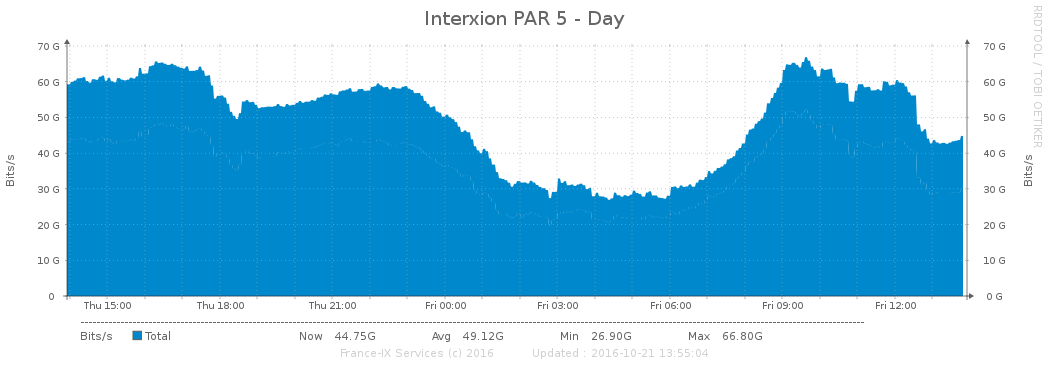 Interxion PAR 5 - Day
RRDTOOL / TOBI OETIKER
70 G 70 G
60 G 60 G
50 G 50 G
40 G 40 G
30 G 30 G
20 G 20 G
10 G 10 G
0 0 G
Bits/s Bits/s
Thu 15:00 Thu 18:00 Thu 21:00 Fri 00:00 Fri 03:00 Fri 06:00 Fri 09:00 Fri 12:00
Bits/s Total Now 44.75G Avg 49.12G Min 26.90G Max 66.80G
France-IX Services (c) 2016 Updated : 2016-10-21 13:55:04